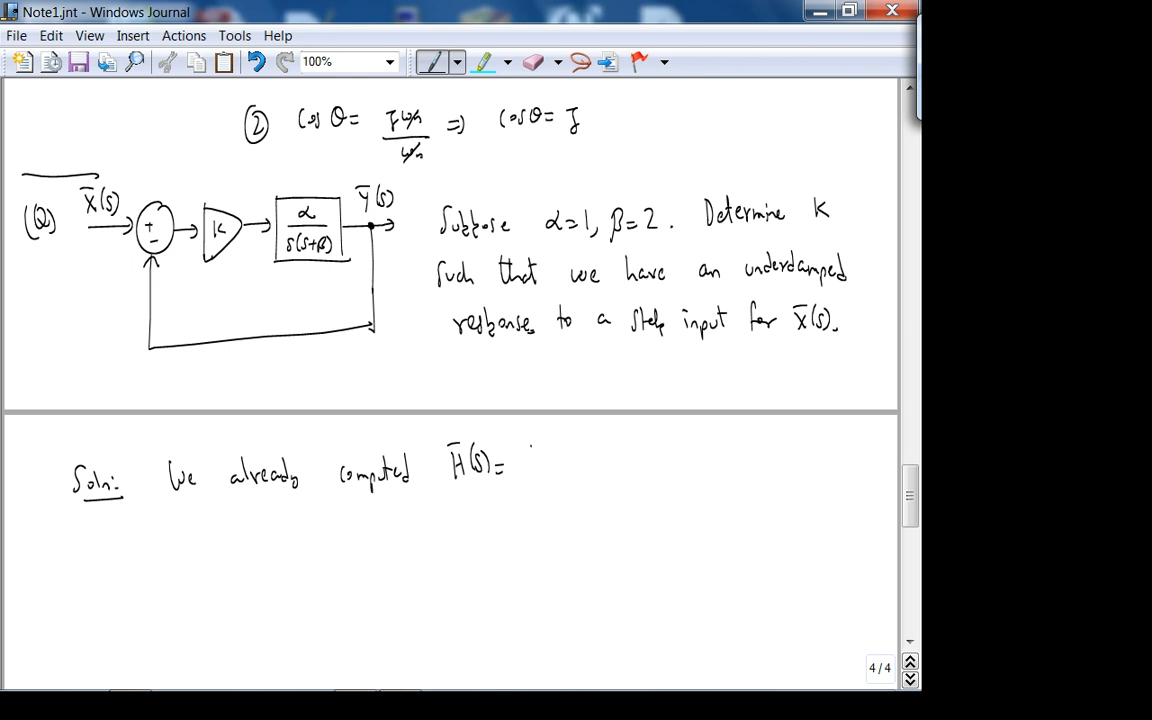 Note1.jnt - Windows Journal
File Edit View Insert Actions Tools Help
100%
② cos θ = ζωn / ωn ⇒ cos θ = ζ
(Q) X̄(s) + - K α / s(s+β) Ȳ(s)
Suppose α=1, β=2. Determine K
such that we have an underdamped
response to a step input for X̄(s).
Soln: We already computed H̄(s)=
4 / 4